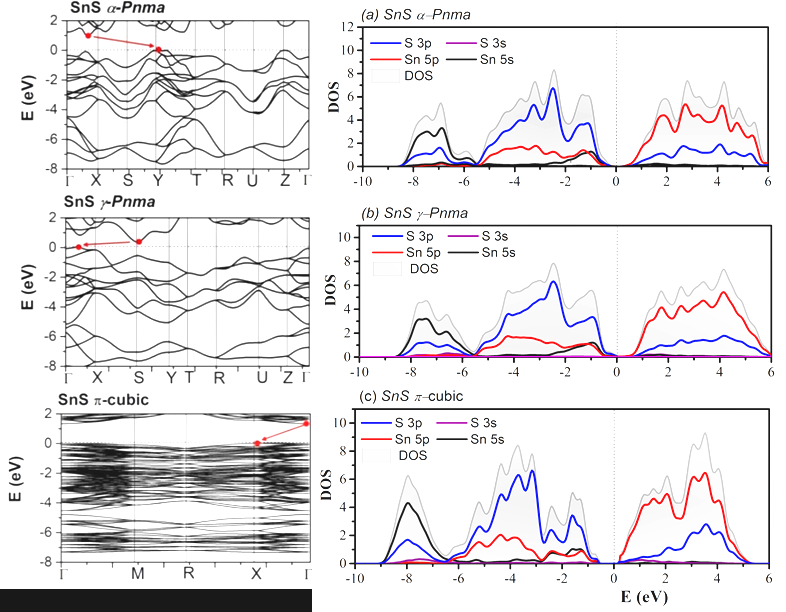 SnS α-Pnma
2
0
-2
-4
-6
-8
E (eV)
Γ X S Y T R U Z Γ
SnS γ-Pnma
2
0
-2
-4
-6
-8
E (eV)
Γ X S Y T R U Z Γ
SnS π-cubic
2
0
-2
-4
-6
-8
E (eV)
Γ M R X Γ
(a) SnS α–Pnma
12
10
8
6
4
2
0
DOS
S 3p S 3s
Sn 5p Sn 5s
DOS
-10 -8 -6 -4 -2 0 2 4 6
(b) SnS γ–Pnma
10
8
6
4
2
0
DOS
S 3p S 3s
Sn 5p Sn 5s
DOS
-10 -8 -6 -4 -2 0 2 4 6
(c) SnS π–cubic
10
8
6
4
2
0
DOS
S 3p S 3s
Sn 5p Sn 5s
DOS
-10 -8 -6 -4 -2 0 2 4 6
E (eV)